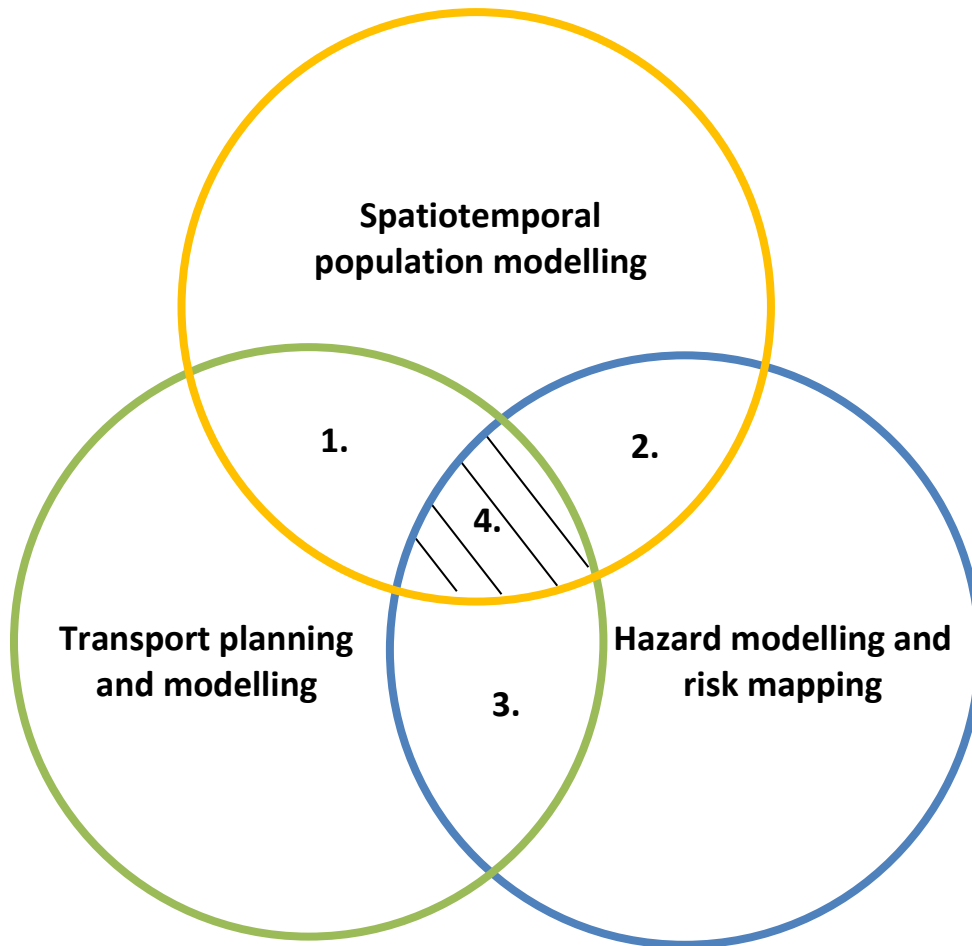 Spatiotemporal
population modelling
1.
2.
4.
Transport planning
and modelling
Hazard modelling and
risk mapping
3.